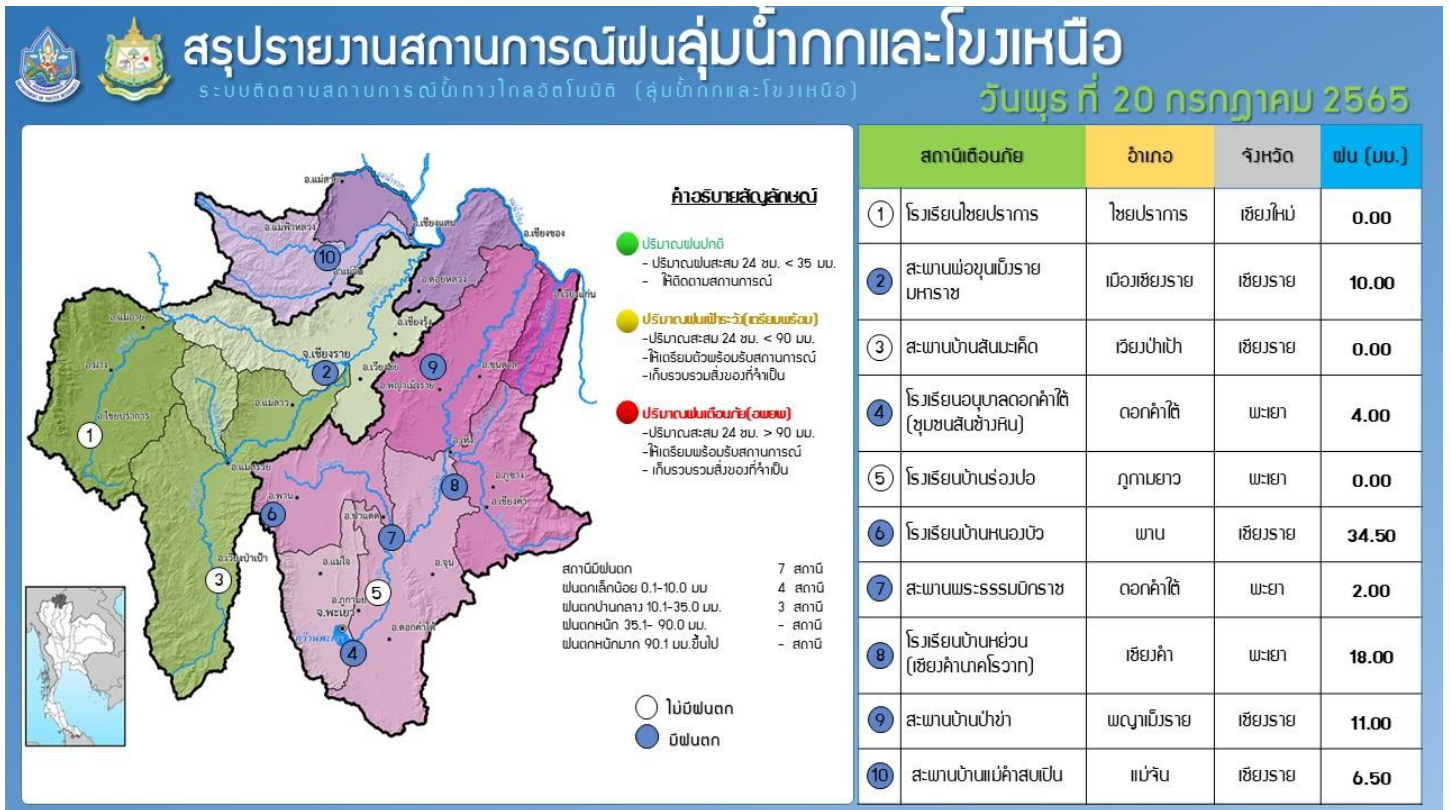 สรุปรายงานสถานการณ์ฝนลุ่มน้ำกกและโขงเหนือ
ระบบติดตามสถานการณ์น้ำทางไกลอัตโนมัติ (ลุ่มน้ำกกและโขงเหนือ)
วันพุธ ที่ 20 กรกฎาคม 2565
อ.แม่สาย
อ.แม่ฟ้าหลวง
อ.เชียงแสน
อ.เชียงของ
10
อ.แม่จัน
อ.ดอยหลวง
อ.เวียงแก่น
อ.แม่อาย
อ.เชียงรุ้ง
จ.เชียงราย
อ.ฝาง
2
อ.เวียงชัย
9
อ.ขุนตาล
อ.พญาเม็งราย
อ.ไชยปราการ
อ.แม่ลาว
1
อ.เทิง
อ.แม่สรวย
8
อ.ภูซาง
อ.พาน
อ.เชียงคำ
6
อ.ป่าแดด
7
อ.เวียงป่าเป้า
อ.แม่ใจ
อ.จุน
3
5
จ.พะเยา
อ.ดอกคำใต้
4
คำอธิบายสัญลักษณ์
ปริมาณฝนปกติ
- ปริมาณฝนสะสม 24 ชม. < 35 มม.
- ให้ติดตามสถานการณ์
ปริมาณฝนเฝ้าระวัง(เตรียมพร้อม)
-ปริมาณสะสม 24 ชม. < 90 มม.
-ให้เตรียมตัวพร้อมรับสถานการณ์
-เก็บรวบรวมสิ่งของที่จำเป็น
ปริมาณฝนเตือนภัย(อพยพ)
-ปริมาณสะสม 24 ชม. > 90 มม.
-ให้เตรียมพร้อมรับสถานการณ์
- เก็บรวบรวมสิ่งของที่จำเป็น
สถานีมีฝนตก 7 สถานี
ฝนตกเล็กน้อย 0.1-10.0 มม 4 สถานี
ฝนตกปานกลาง 10.1-35.0 มม. 3 สถานี
ฝนตกหนัก 35.1- 90.0 มม. - สถานี
ฝนตกหนักมาก 90.1 มม.ขึ้นไป - สถานี
ไม่มีฝนตก
มีฝนตก
สถานีเตือนภัย อำเภอ จังหวัด ฝน (มม.)
1 โรงเรียนไชยปราการ ไชยปราการ เชียงใหม่ 0.00
2 สะพานพ่อขุนเม็งราย
มหาราช เมืองเชียงราย เชียงราย 10.00
3 สะพานบ้านสันมะเค็ด เวียงป่าเป้า เชียงราย 0.00
4 โรงเรียนอนุบาลดอกคำใต้
(ชุมชนสันช้างหิน) ดอกคำใต้ พะเยา 4.00
5 โรงเรียนบ้านร่องปอ ภูกามยาว พะเยา 0.00
6 โรงเรียนบ้านหนองบัว พาน เชียงราย 34.50
7 สะพานพระธรรมมิกราช ดอกคำใต้ พะยา 2.00
8 โรงเรียนบ้านหย่วน
(เชียงคำนาคโรวาท) เชียงคำ พะเยา 18.00
9 สะพานบ้านป่าข่า พญาเม็งราย เชียงราย 11.00
10 สะพานบ้านแม่คำสบเปิน แม่จัน เชียงราย 6.50